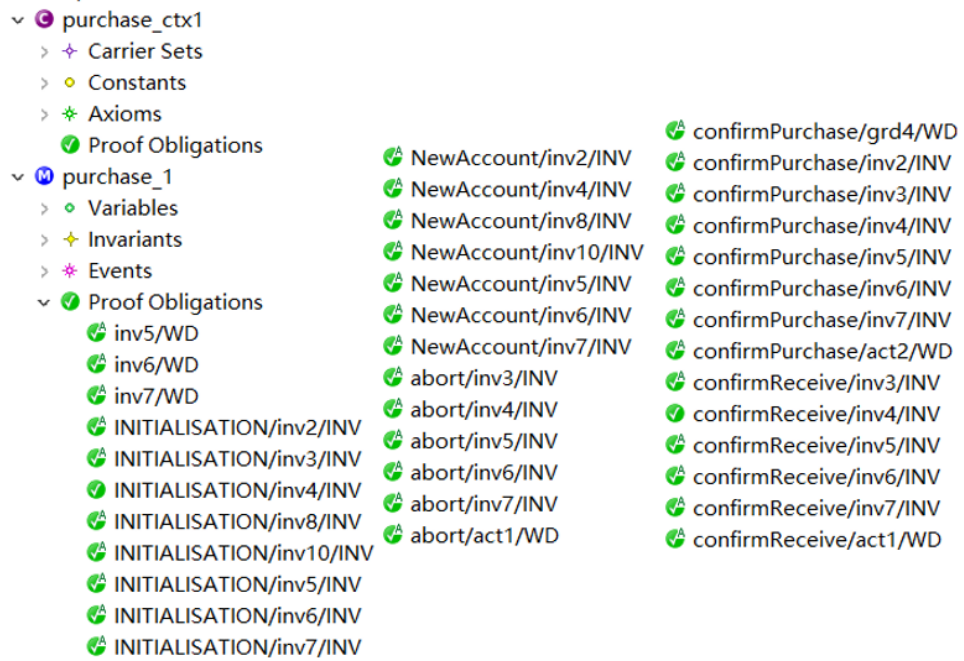 purchase_ctx1
Carrier Sets
Constants
Axioms
Proof Obligations
purchase_1
Variables
Invariants
Events
Proof Obligations
inv5/WD
inv6/WD
inv7/WD
INITIALISATION/inv2/INV
INITIALISATION/inv3/INV
INITIALISATION/inv4/INV
INITIALISATION/inv8/INV
INITIALISATION/inv10/INV
INITIALISATION/inv5/INV
INITIALISATION/inv6/INV
INITIALISATION/inv7/INV
NewAccount/inv2/INV
NewAccount/inv4/INV
NewAccount/inv8/INV
NewAccount/inv10/INV
NewAccount/inv5/INV
NewAccount/inv6/INV
NewAccount/inv7/INV
abort/inv3/INV
abort/inv4/INV
abort/inv5/INV
abort/inv6/INV
abort/inv7/INV
abort/act1/WD
confirmPurchase/grd4/WD
confirmPurchase/inv2/INV
confirmPurchase/inv3/INV
confirmPurchase/inv4/INV
confirmPurchase/inv5/INV
confirmPurchase/inv6/INV
confirmPurchase/inv7/INV
confirmPurchase/act2/WD
confirmReceive/inv3/INV
confirmReceive/inv4/INV
confirmReceive/inv5/INV
confirmReceive/inv6/INV
confirmReceive/inv7/INV
confirmReceive/act1/WD